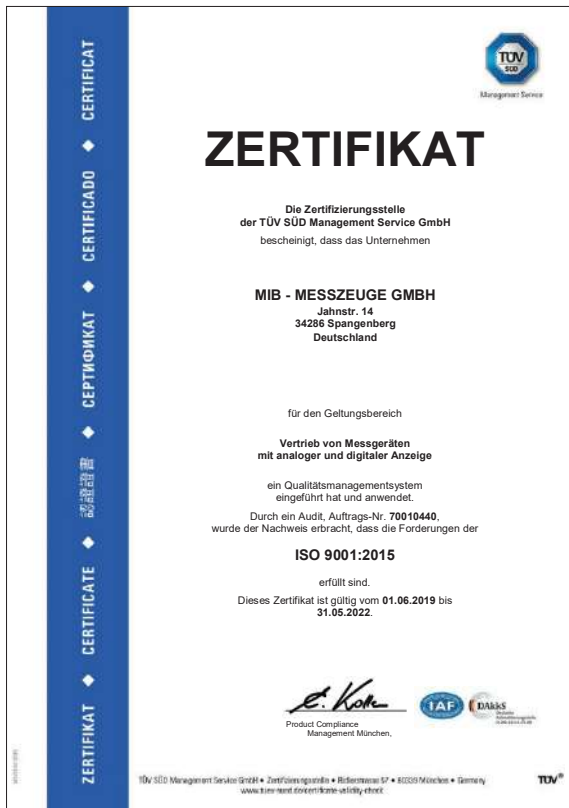 TÜV
SÜD
Management Service
ZERTIFIKAT
Die Zertifizierungsstelle
der TÜV SÜD Management Service GmbH
bescheinigt, dass das Unternehmen
MIB - MESSZEUGE GMBH
Jahnstr. 14
34286 Spangenberg
Deutschland
für den Geltungsbereich
Vertrieb von Messgeräten
mit analoger und digitaler Anzeige
ein Qualitätsmanagementsystem
eingeführt hat und anwendet.
Durch ein Audit, Auftrags-Nr. 70010440,
wurde der Nachweis erbracht, dass die Forderungen der
ISO 9001:2015
erfüllt sind.
Dieses Zertifikat ist gültig vom 01.06.2019 bis
31.05.2022.
Product Compliance
Management München,
IAF
DAkkS
TÜV SÜD Management Service GmbH • Zertifizierungsstelle • Ridlerstrasse 57 • 80339 München • Germany
TÜV®
ZERTIFIKAT ◆ CERTIFICATE ◆ 認證證書 ◆ СЕРТИФИКАТ ◆ CERTIFICADO ◆ CERTIFICAT